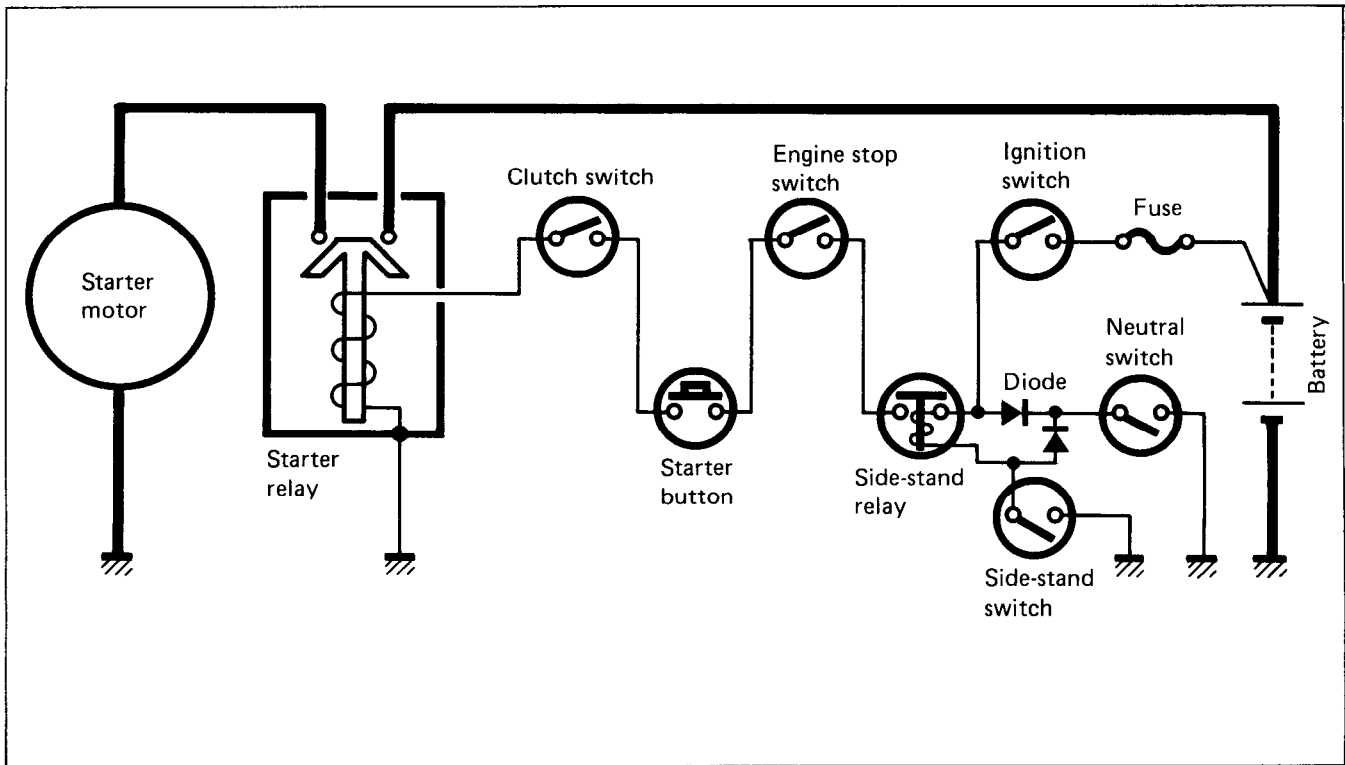 Clutch switch
Engine stop
switch
Ignition
switch
Fuse
Starter
motor
Neutral
switch
Battery
Diode
Starter
relay
Starter
button
Side-stand
relay
Side-stand
switch